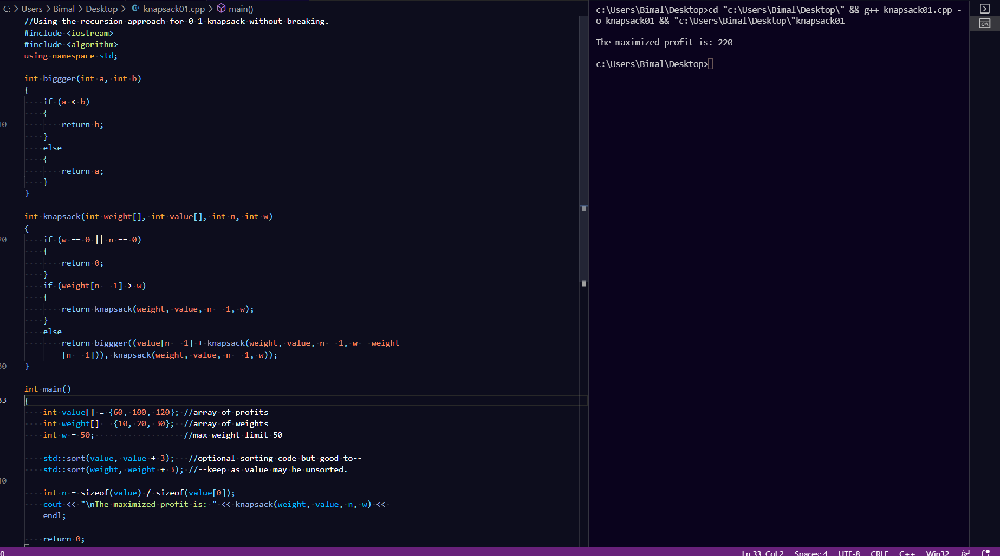 C: > Users > Bimal > Desktop > knapsack01.cpp > main()
//Using the recursion approach for 0 1 knapsack without breaking.
#include <iostream>
#include <algorithm>
using namespace std;
int biggger(int a, int b)
{
if (a < b)
{
10 return b;
}
else
{
return a;
}
}
int knapsack(int weight[], int value[], int n, int w)
{
20 if (w == 0 || n == 0)
{
return 0;
}
if (weight[n - 1] > w)
{
return knapsack(weight, value, n - 1, w);
}
else
return biggger((value[n - 1] + knapsack(weight, value, n - 1, w - weight
[n - 1])), knapsack(weight, value, n - 1, w));
30 }
int main()
33 {
int value[] = {60, 100, 120}; //array of profits
int weight[] = {10, 20, 30}; //array of weights
int w = 50; //max weight limit 50
std::sort(value, value + 3); //optional sorting code but good to--
std::sort(weight, weight + 3); //--keep as value may be unsorted.
40
int n = sizeof(value) / sizeof(value[0]);
cout << "\nThe maximized profit is: " << knapsack(weight, value, n, w) <<
endl;
return 0;
c:\Users\Bimal\Desktop>cd "c:\Users\Bimal\Desktop\" && g++ knapsack01.cpp -
o knapsack01 && "c:\Users\Bimal\Desktop\"knapsack01
The maximized profit is: 220
c:\Users\Bimal\Desktop>
0 Ln 33, Col 2 Spaces: 4 UTF-8 CRLF C++ Win32